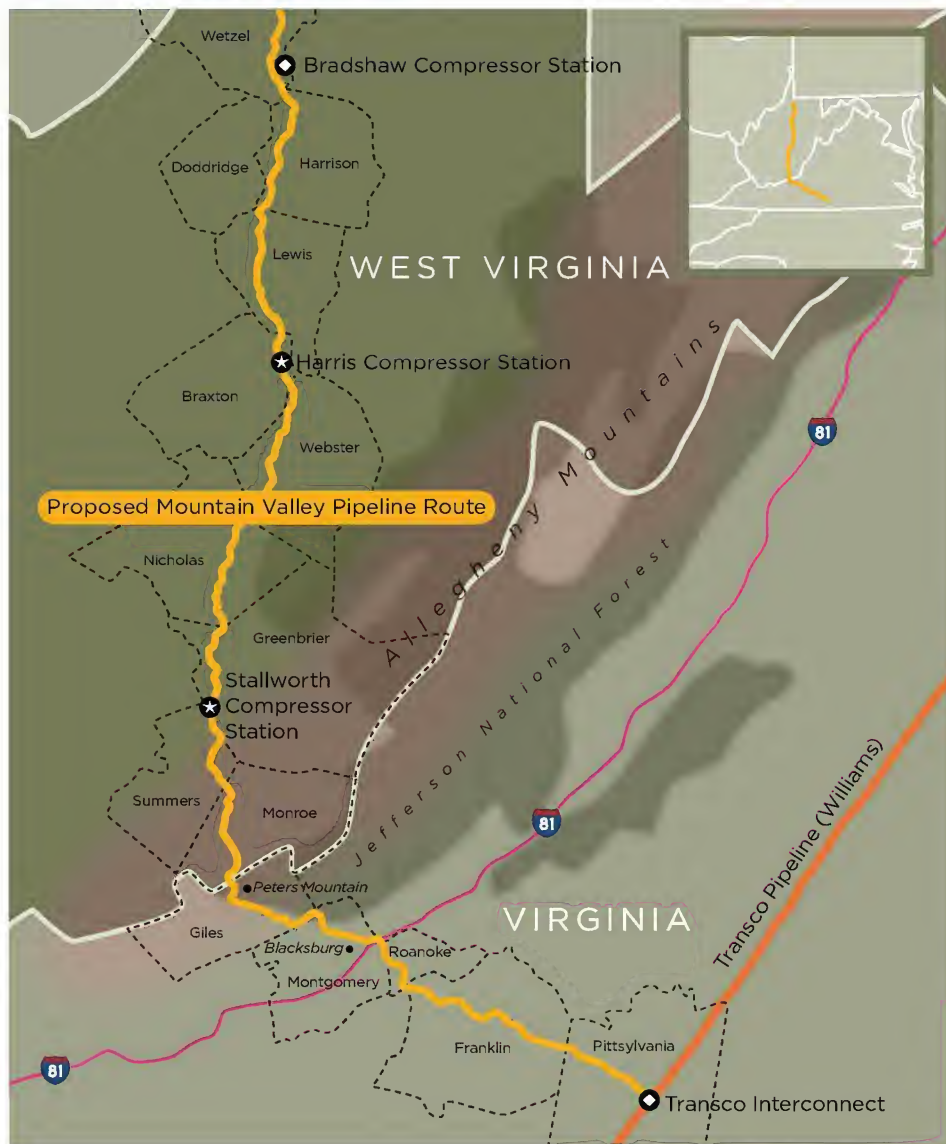 Wetzel
Bradshaw Compressor Station
Doddridge
Harrison
Lewis
WEST VIRGINIA
Harris Compressor Station
Braxton
Webster
Allegheny Mountains
81
Proposed Mountain Valley Pipeline Route
Nicholas
Greenbrier
Jefferson National Forest
Stallworth
Compressor
Station
Summers
Monroe
81
Transco Pipeline (Williams)
Peters Mountain
VIRGINIA
Giles
Blacksburg
Roanoke
Montgomery
Franklin
Pittsylvania
81
Transco Interconnect